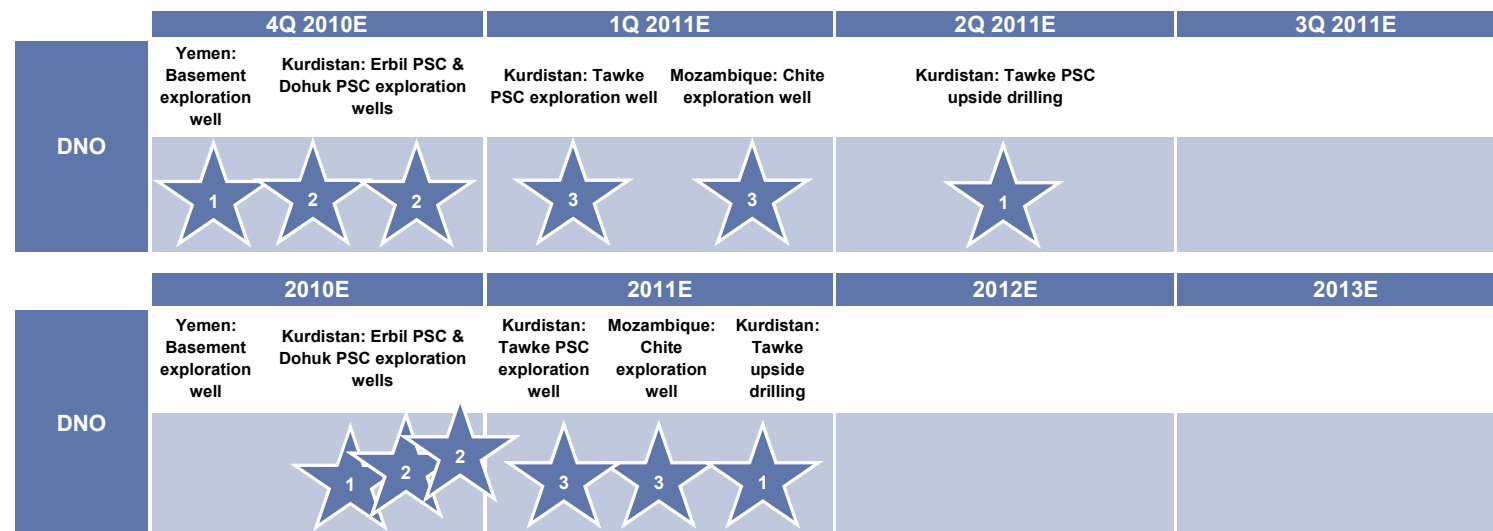 4Q 2010E 1Q 2011E 2Q 2011E 3Q 2011E
Yemen:
Basement
exploration
well
Kurdistan: Erbil PSC &
Dohuk PSC exploration
wells
Kurdistan: Tawke
PSC exploration well
Mozambique: Chite
exploration well
Kurdistan: Tawke PSC
upside drilling
DNO
1 2 2 3 3 1
2010E 2011E 2012E 2013E
Yemen:
Basement
exploration
well
Kurdistan: Erbil PSC &
Dohuk PSC exploration
wells
Kurdistan:
Tawke PSC
exploration
well
Mozambique:
Chite
exploration
well
Kurdistan:
Tawke
upside
drilling
DNO
1 2 2 3 3 1